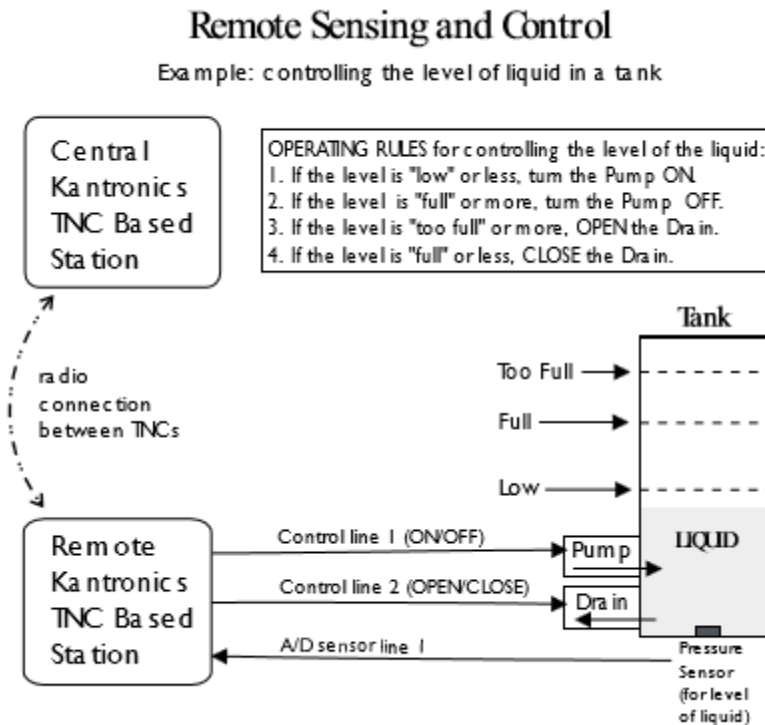 Remote Sensing and Control
Example: controlling the level of liquid in a tank
Central
Kantronics
TNC Based
Station
OPERATING RULES for controlling the level of the liquid:
1. If the level is "low" or less, turn the Pump ON.
2. If the level is "full" or more, turn the Pump OFF.
3. If the level is "too full" or more, OPEN the Drain.
4. If the level is "full" or less, CLOSE the Drain.
radio
connection
between TNCs
Tank
Too Full
Full
Low
LIQUID
Remote
Kantronics
TNC Based
Station
Control line 1 (ON/OFF)
Pump
Control line 2 (OPEN/CLOSE)
Drain
A/D sensor line 1
Pressure
Sensor
(for level
of liquid)